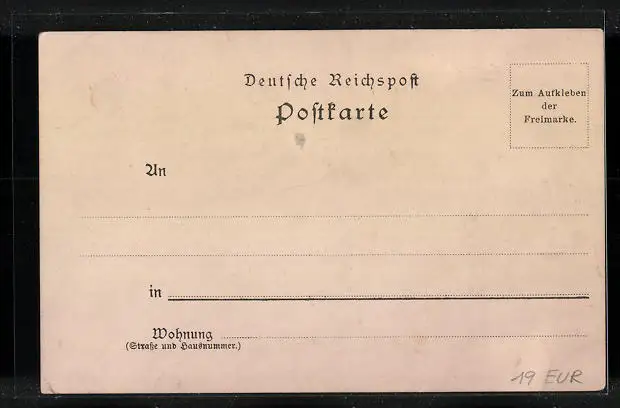 Deutsche Reichspost
Postkarte
Zum Aufkleben
der
Freimarke.
An
in
Wohnung
(Straße und Hausnummer.)
19 EUR